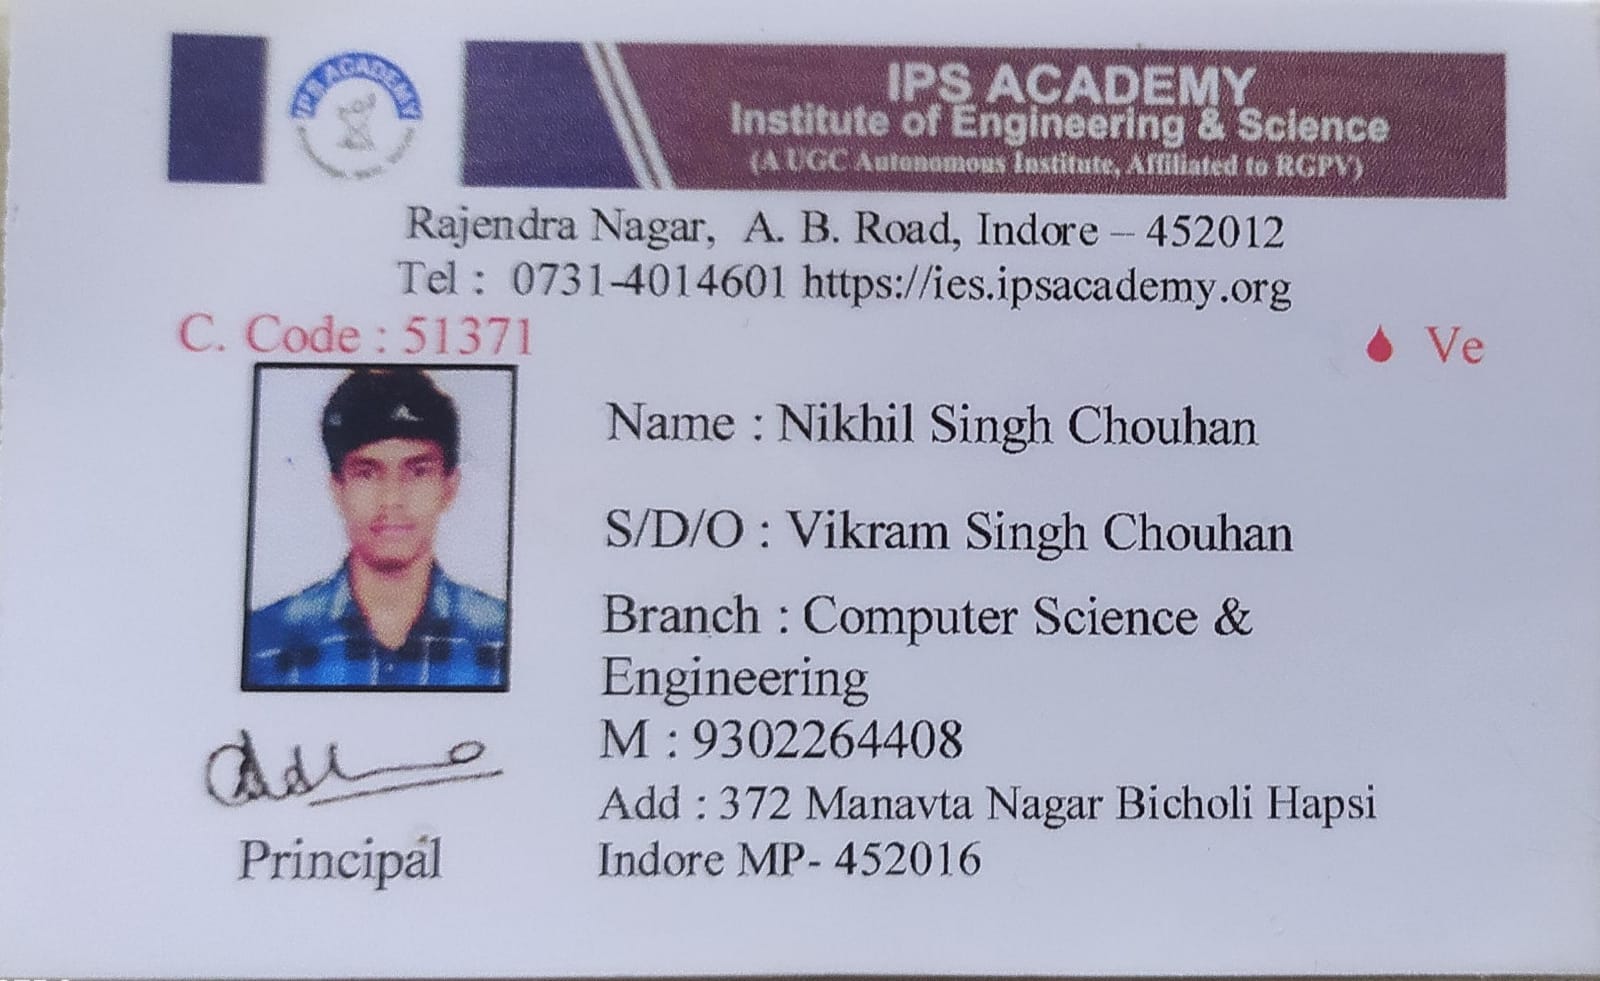 IPS ACADEMY
IPS ACADEMY
Institute of Engineering & Science
(A UGC Autonomous Institute, Affiliated to RGPV)
Rajendra Nagar, A. B. Road, Indore – 452012
Tel : 0731-4014601 https://ies.ipsacademy.org
C. Code : 51371
Ve
Name : Nikhil Singh Chouhan
S/D/O : Vikram Singh Chouhan
Branch : Computer Science &
Engineering
M : 9302264408
Add : 372 Manavta Nagar Bicholi Hapsi
Indore MP- 452016
Principal